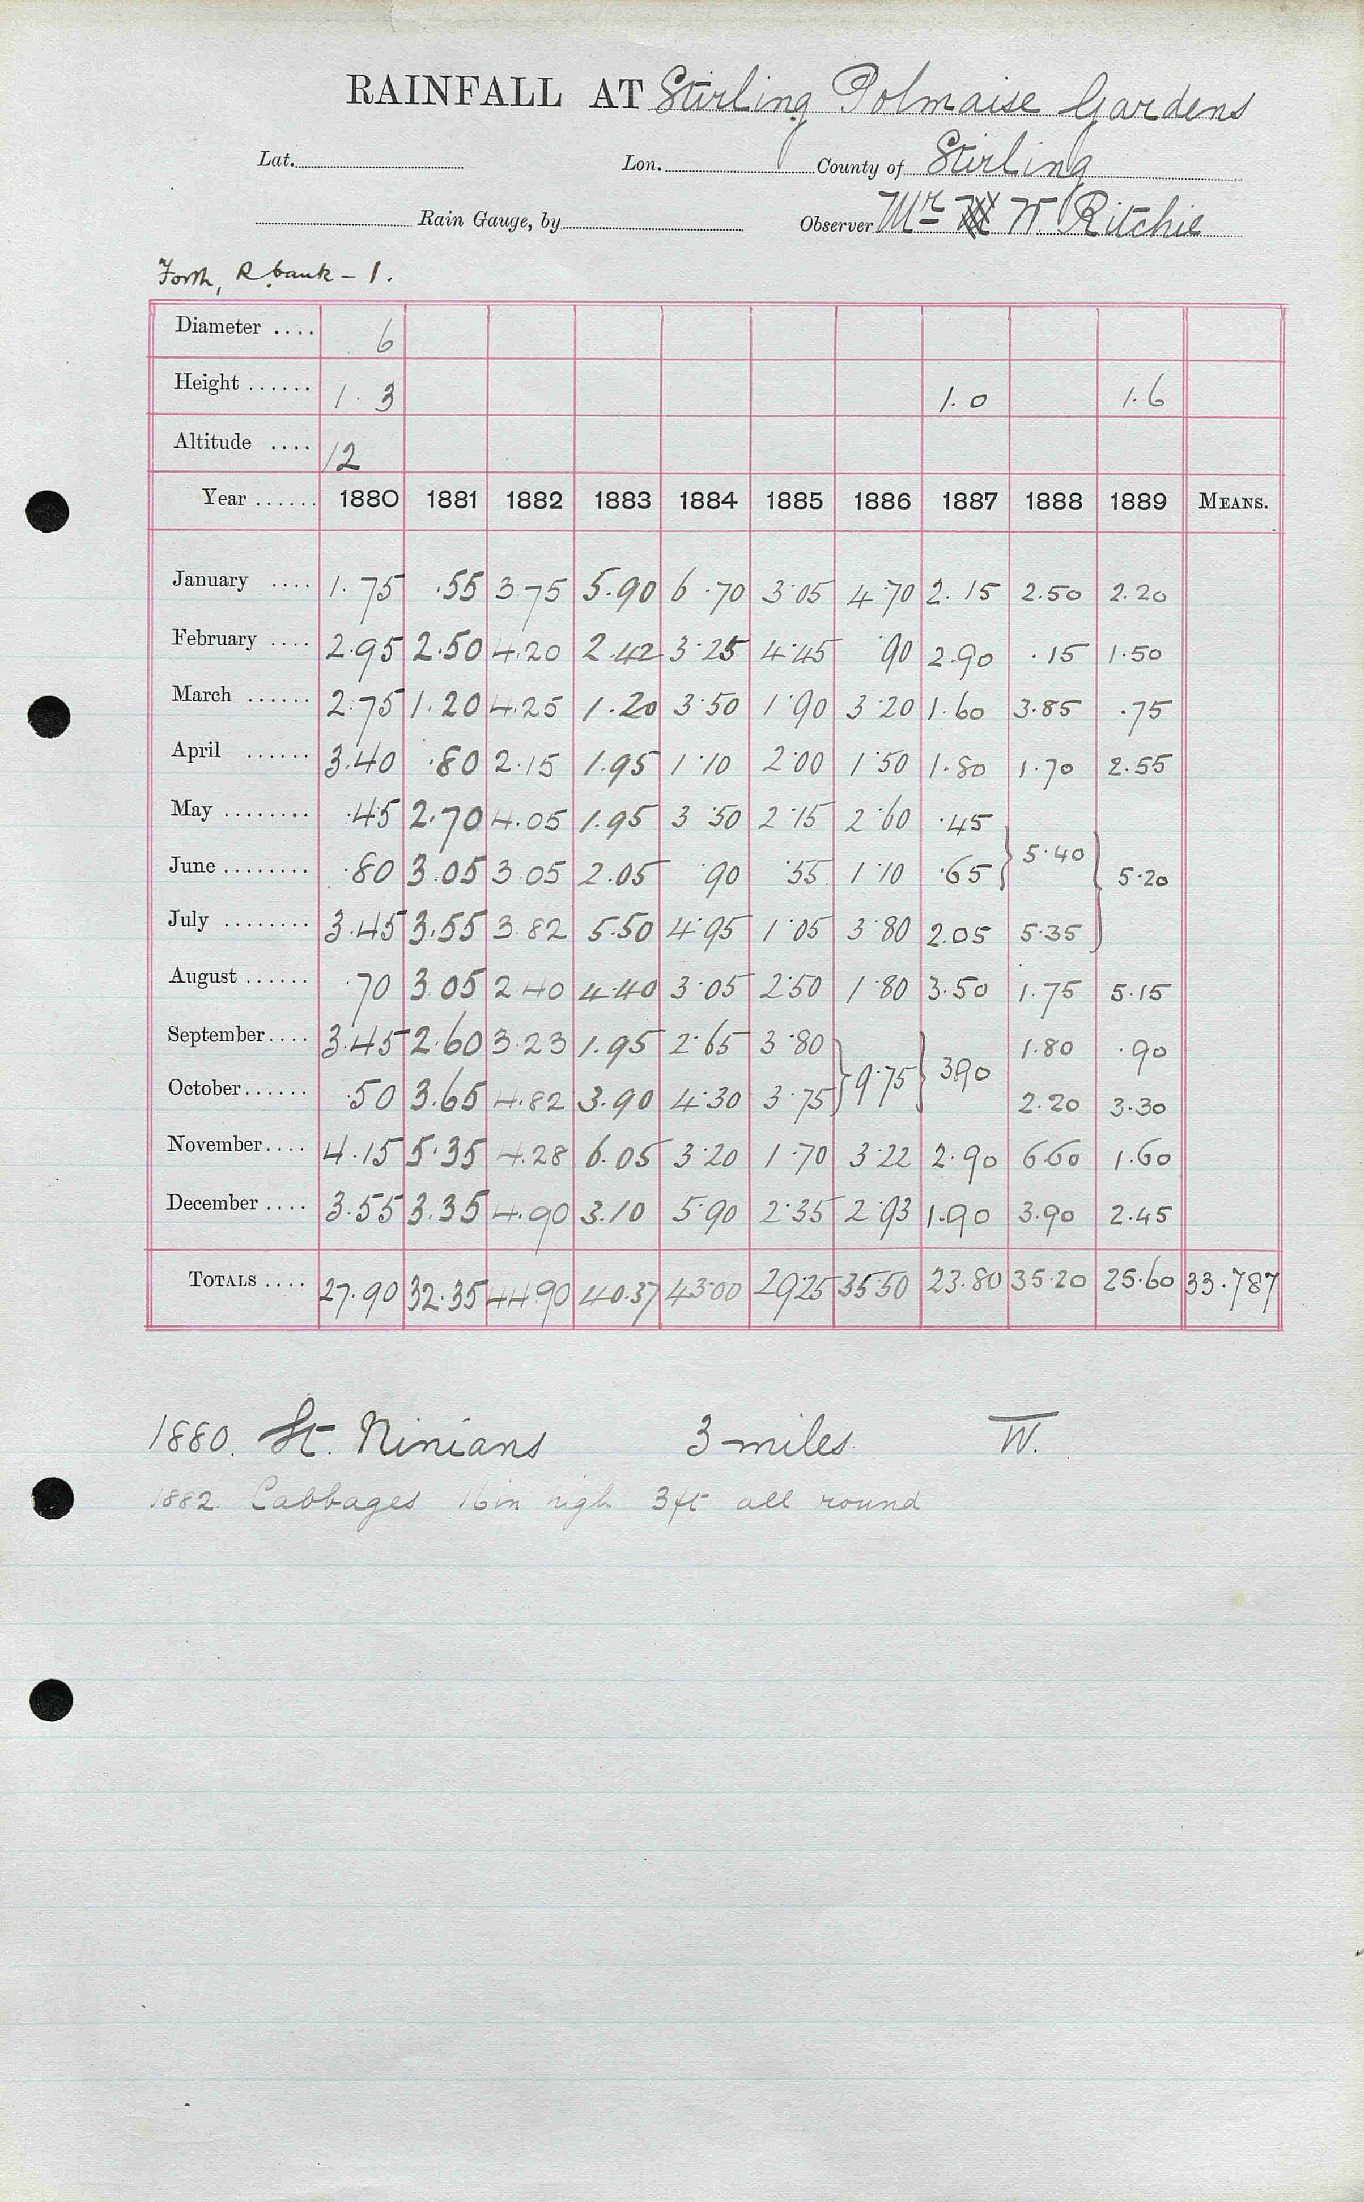 RAINFALL AT Stirling Polmaise Gardens
Lat. Lon. County of Stirling
Rain Gauge, by Observer Mr W. Ritchie
Forth, R bank - 1.
Diameter .... 6
Height ...... 1. 3 1.0 1.6
Altitude .... 12
Year ...... 1880 1881 1882 1883 1884 1885 1886 1887 1888 1889 MEANS.
January .... 1.75 .55 3.75 5.90 6.70 3.05 4.70 2.15 2.50 2.20
February .... 2.95 2.50 4.20 2.42 3.25 4.45 .90 2.90 .15 1.50
March ...... 2.75 1.20 4.25 1.20 3.50 1.90 3.20 1.60 3.85 .75
April ...... 3.40 .80 2.15 1.95 1.10 2.00 1.50 1.80 1.70 2.55
May ........ .45 2.70 4.05 1.95 3.50 2.15 2.60 .45
June ........ .80 3.05 3.05 2.05 .90 .55 1.10 .65 } 5.40 } 5.20
July ........ 3.45 3.55 3.82 5.50 4.95 1.05 3.80 2.05 5.35
August ...... .70 3.05 2.40 4.40 3.05 2.50 1.80 3.50 1.75 5.15
September.... 3.45 2.60 3.23 1.95 2.65 3.80 } 9.75 } 3.90 1.80 .90
October...... .50 3.65 4.82 3.90 4.30 3.75 2.20 3.30
November.... 4.15 5.35 4.28 6.05 3.20 1.70 3.22 2.90 6.60 1.60
December .... 3.55 3.35 4.90 3.10 5.90 2.35 2.93 1.90 3.90 2.45
TOTALS .... 27.90 32.35 44.90 40.37 43.00 29.25 35.50 23.80 35.20 25.60 33.787
1880. St. Ninians 3 miles W.
1882. Cabbages 16in high 3ft all round